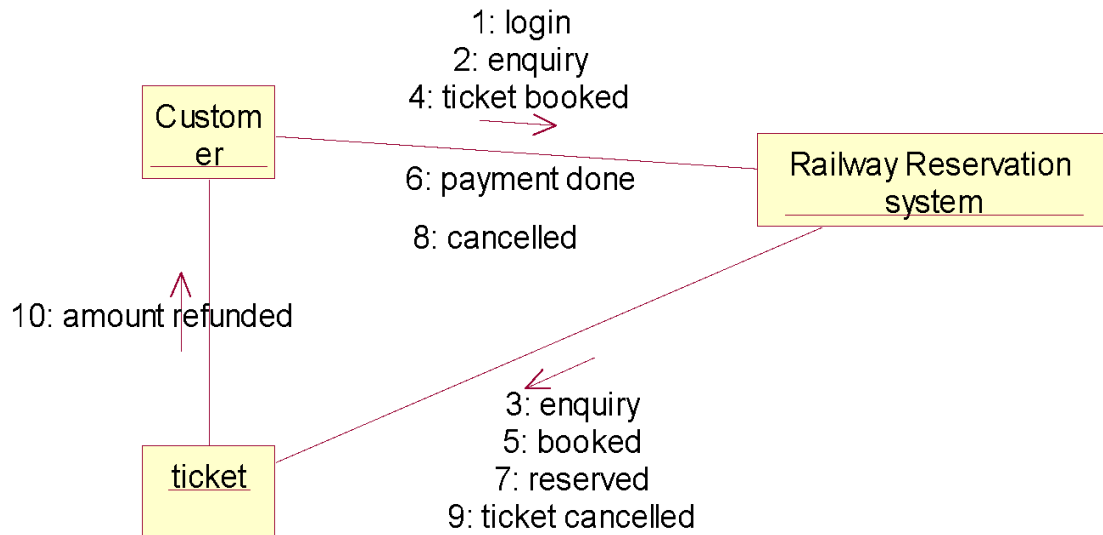 1: login
2: enquiry
4: ticket booked
Custom
er
Railway Reservation
system
6: payment done
8: cancelled
10: amount refunded
3: enquiry
5: booked
7: reserved
9: ticket cancelled
ticket